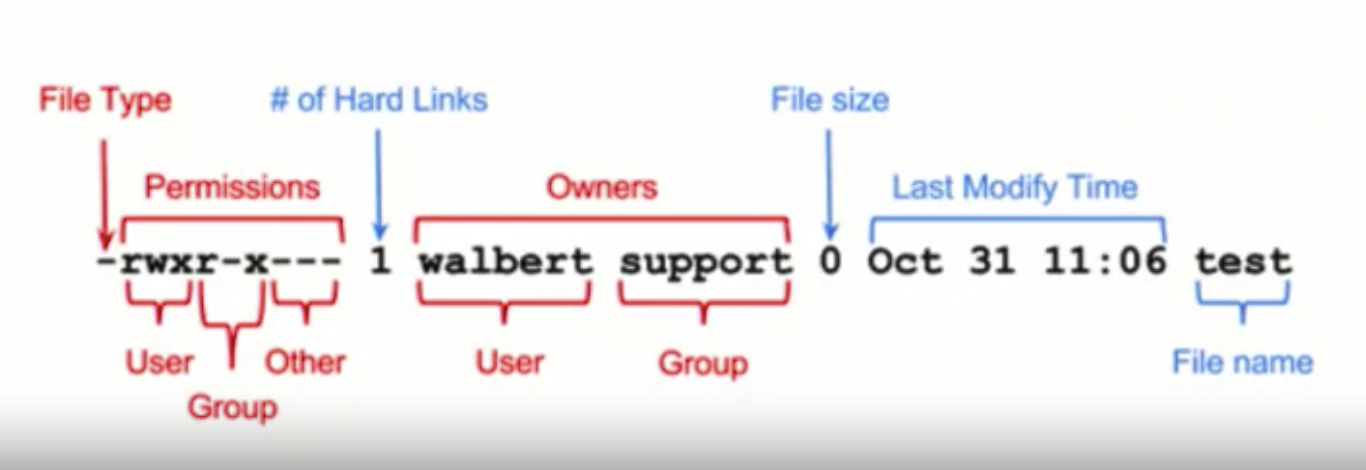 File Type # of Hard Links File size
Permissions Owners Last Modify Time
-rwxr-x--- 1 walbert support 0 Oct 31 11:06 test
User Other User Group File name
Group